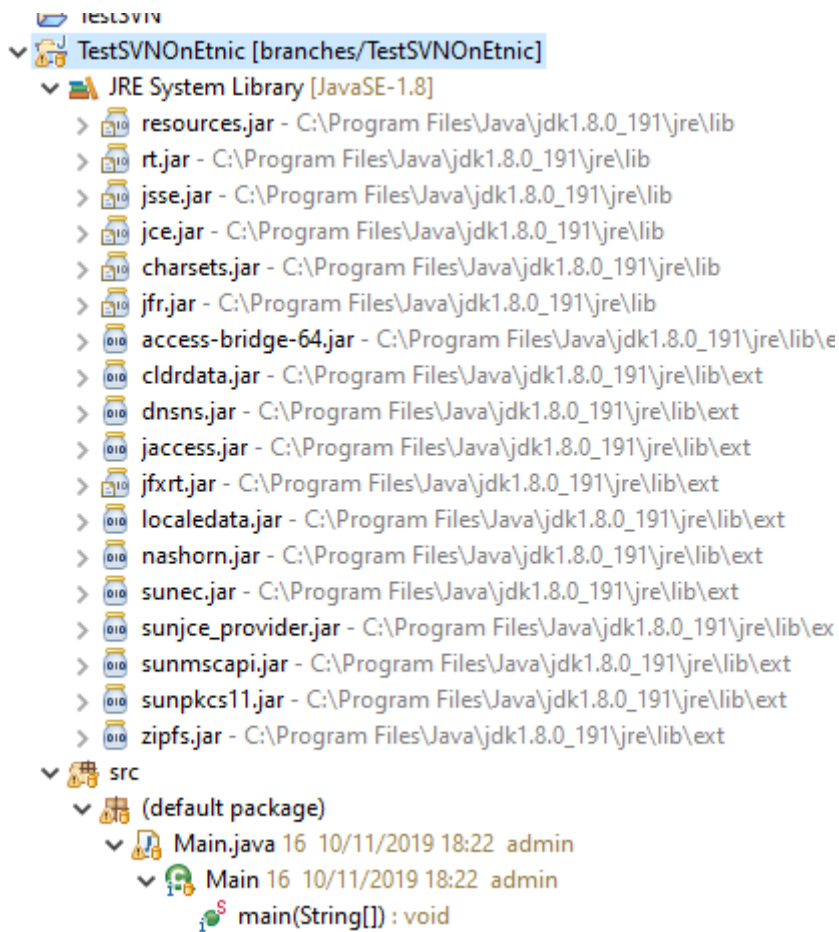 TestSVN
TestSVNOnEtnic [branches/TestSVNOnEtnic]
JRE System Library [JavaSE-1.8]
resources.jar - C:\Program Files\Java\jdk1.8.0_191\jre\lib
rt.jar - C:\Program Files\Java\jdk1.8.0_191\jre\lib
jsse.jar - C:\Program Files\Java\jdk1.8.0_191\jre\lib
jce.jar - C:\Program Files\Java\jdk1.8.0_191\jre\lib
charsets.jar - C:\Program Files\Java\jdk1.8.0_191\jre\lib
jfr.jar - C:\Program Files\Java\jdk1.8.0_191\jre\lib
access-bridge-64.jar - C:\Program Files\Java\jdk1.8.0_191\jre\lib\e
cldrdata.jar - C:\Program Files\Java\jdk1.8.0_191\jre\lib\ext
dnsns.jar - C:\Program Files\Java\jdk1.8.0_191\jre\lib\ext
jaccess.jar - C:\Program Files\Java\jdk1.8.0_191\jre\lib\ext
jfxrt.jar - C:\Program Files\Java\jdk1.8.0_191\jre\lib\ext
localedata.jar - C:\Program Files\Java\jdk1.8.0_191\jre\lib\ext
nashorn.jar - C:\Program Files\Java\jdk1.8.0_191\jre\lib\ext
sunec.jar - C:\Program Files\Java\jdk1.8.0_191\jre\lib\ext
sunjce_provider.jar - C:\Program Files\Java\jdk1.8.0_191\jre\lib\ex
sunmscapi.jar - C:\Program Files\Java\jdk1.8.0_191\jre\lib\ext
sunpkcs11.jar - C:\Program Files\Java\jdk1.8.0_191\jre\lib\ext
zipfs.jar - C:\Program Files\Java\jdk1.8.0_191\jre\lib\ext
src
(default package)
Main.java 16 10/11/2019 18:22 admin
Main 16 10/11/2019 18:22 admin
main(String[]) : void